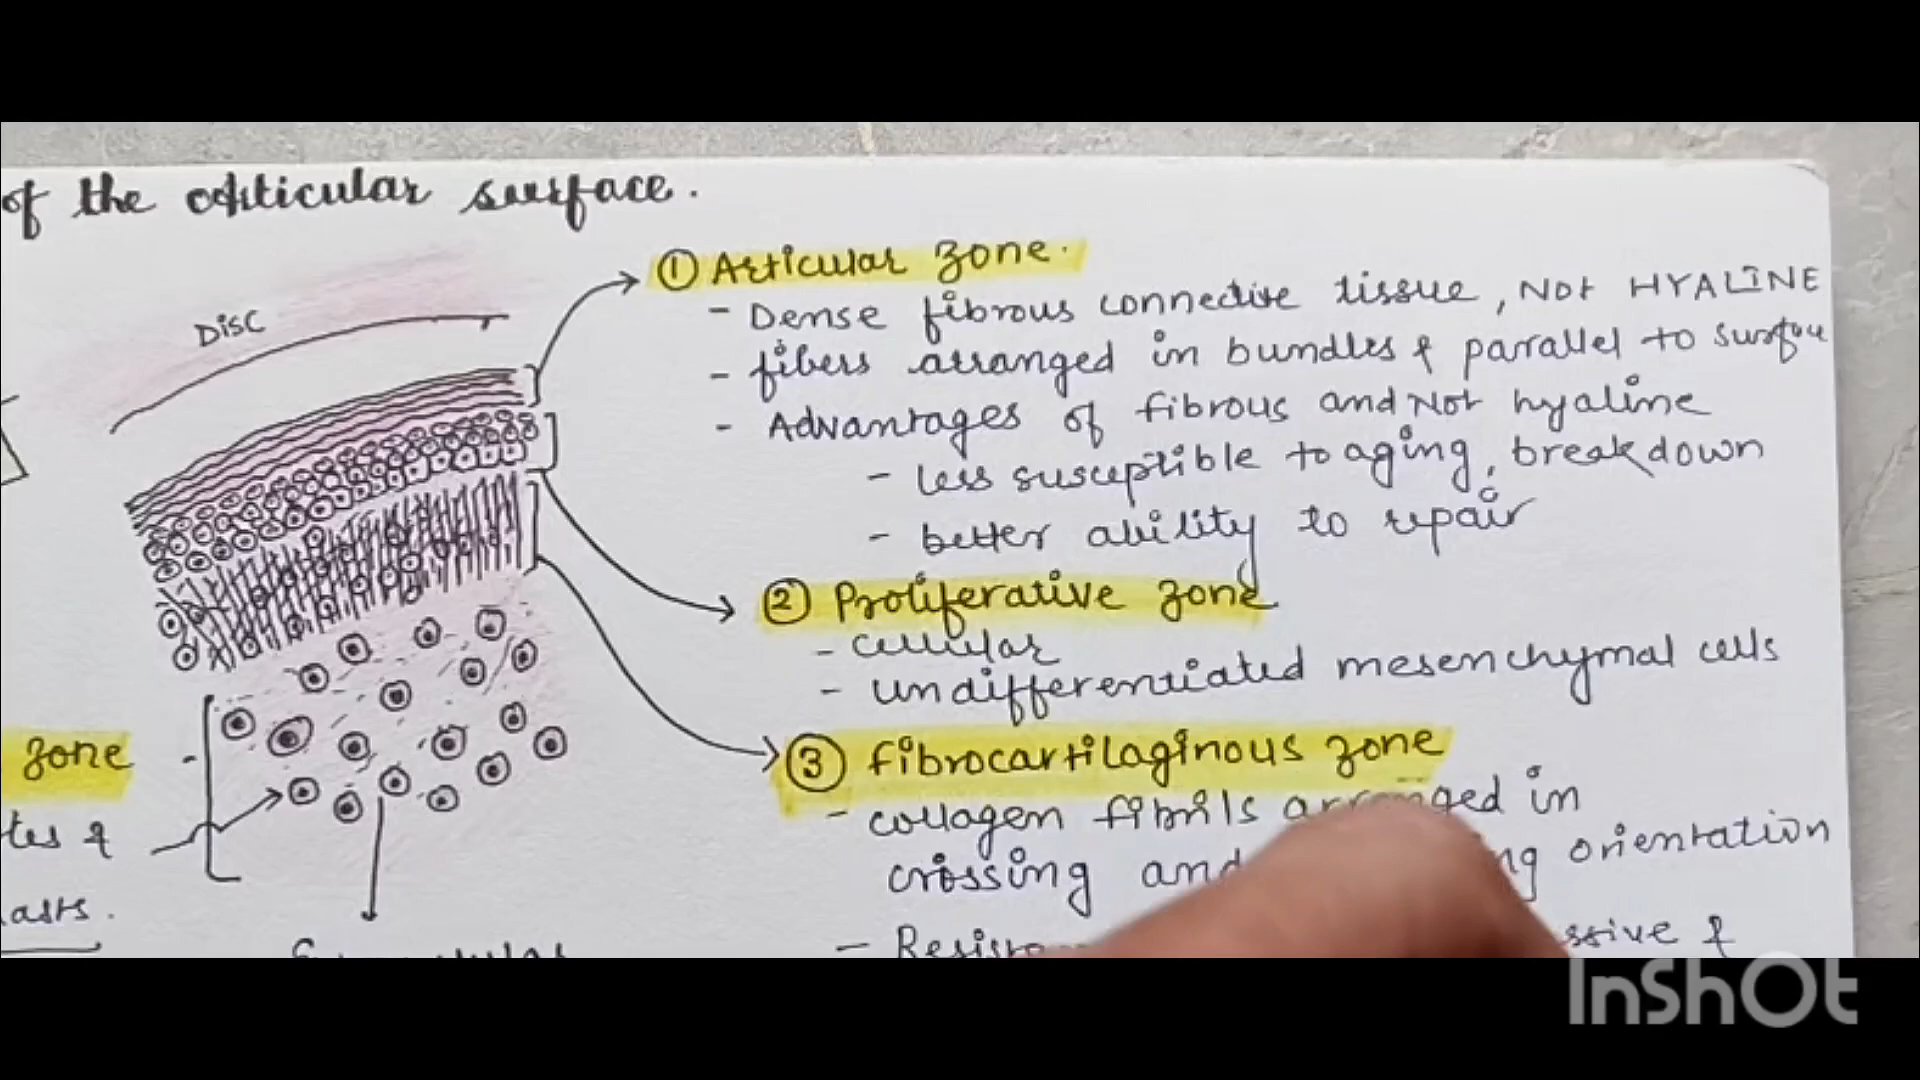 of the articular surface.
Disc
① Articular zone.
- Dense fibrous connective tissue, NOT HYALINE
- fibers arranged in bundles & parallel to surface
- Advantages of fibrous and Not hyaline
- less susceptible to aging, breakdown
- better ability to repair
② Proliferative zone
- cellular
- undifferentiated mesenchymal cells
③ fibrocartilaginous zone
- collagen fibrils arranged in
crossing and orientation
- &
zone
&
InShOt